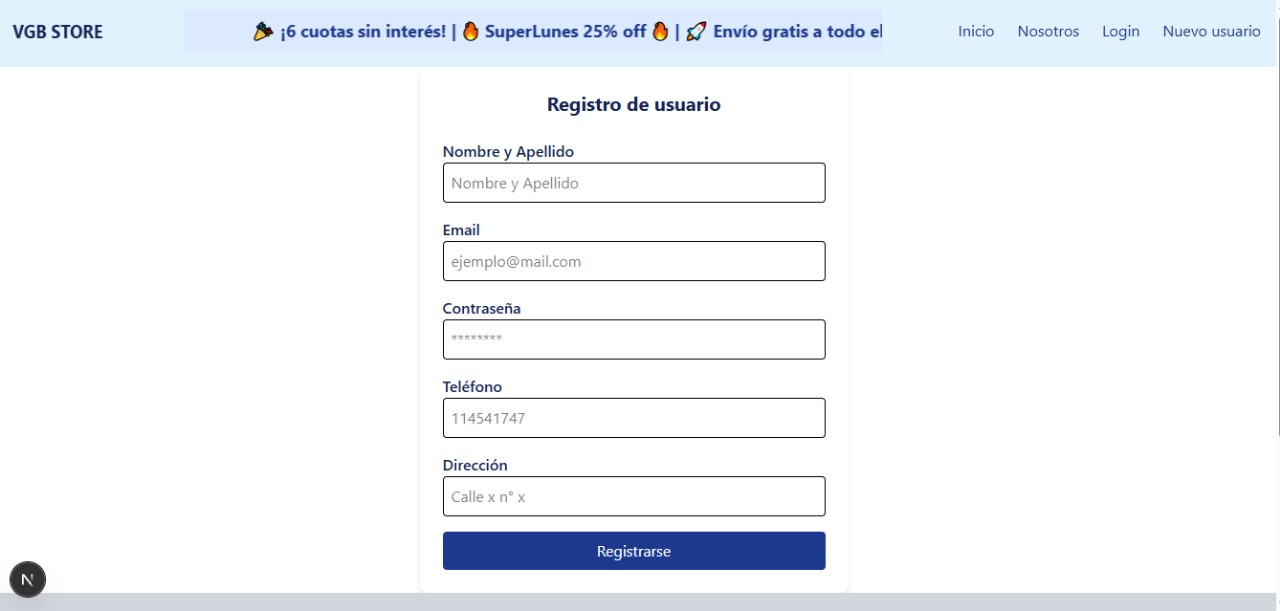 VGB STORE
🎉 ¡6 cuotas sin interés! | 🔥 SuperLunes 25% off 🔥 | 🚀 Envío gratis a todo el
Inicio
Nosotros
Login
Nuevo usuario
Registro de usuario
Nombre y Apellido
Nombre y Apellido
Email
ejemplo@mail.com
Contraseña
********
Teléfono
114541747
Dirección
Calle x n° x
Registrarse
N